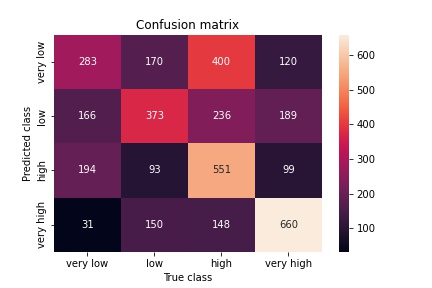 Confusion matrix
very low 283 170 400 120
low 166 373 236 189
high 194 93 551 99
very high 31 150 148 660
very low low high very high
True class
Predicted class
600
500
400
300
200
100